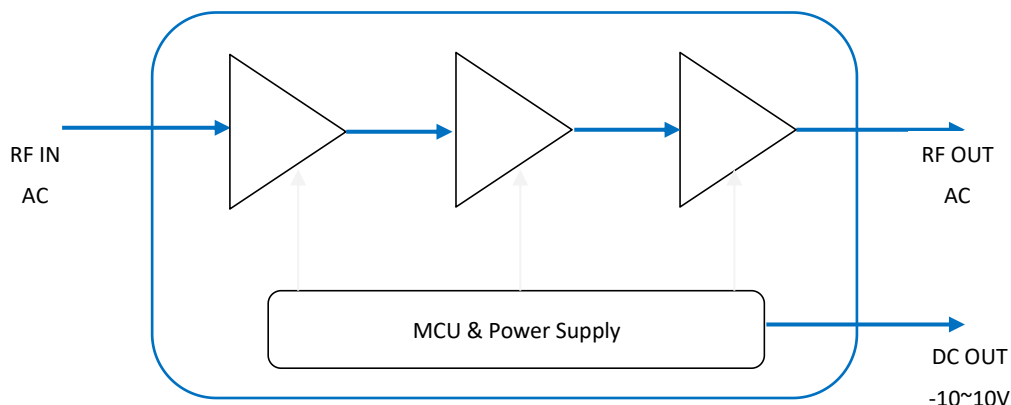 RF IN
AC
RF OUT
AC
MCU & Power Supply
DC OUT
-10~10V